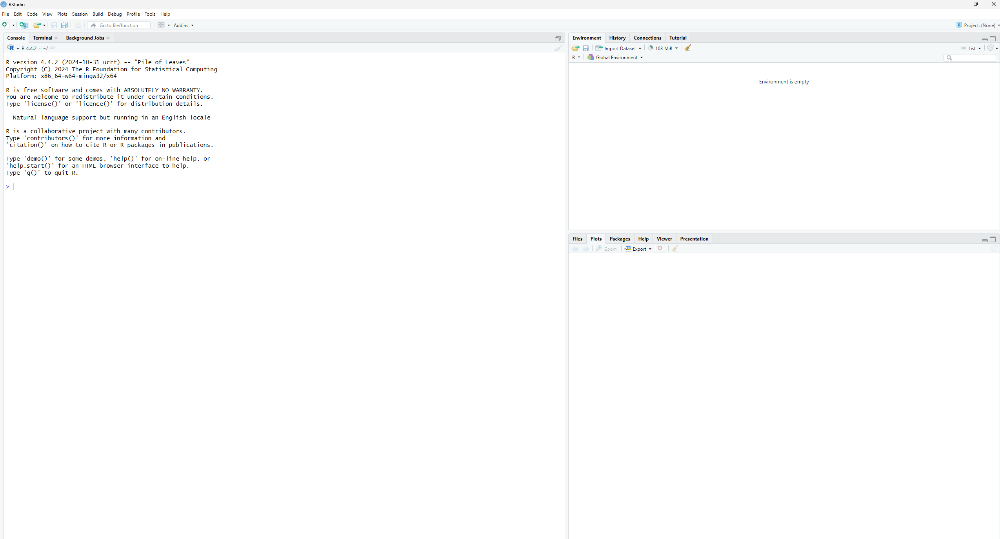 RStudio
File Edit Code View Plots Session Build Debug Profile Tools Help
Go to file/function Addins Project: (None)
Console Terminal Background Jobs
R 4.4.2 · ~/
R version 4.4.2 (2024-10-31 ucrt) -- "Pile of Leaves"
Copyright (C) 2024 The R Foundation for Statistical Computing
Platform: x86_64-w64-mingw32/x64
R is free software and comes with ABSOLUTELY NO WARRANTY.
You are welcome to redistribute it under certain conditions.
Type 'license()' or 'licence()' for distribution details.
Natural language support but running in an English locale
R is a collaborative project with many contributors.
Type 'contributors()' for more information and
'citation()' on how to cite R or R packages in publications.
Type 'demo()' for some demos, 'help()' for on-line help, or
'help.start()' for an HTML browser interface to help.
Type 'q()' to quit R.
>
Environment History Connections Tutorial
Import Dataset 103 MiB List
R Global Environment
Environment is empty
Files Plots Packages Help Viewer Presentation
Zoom Export